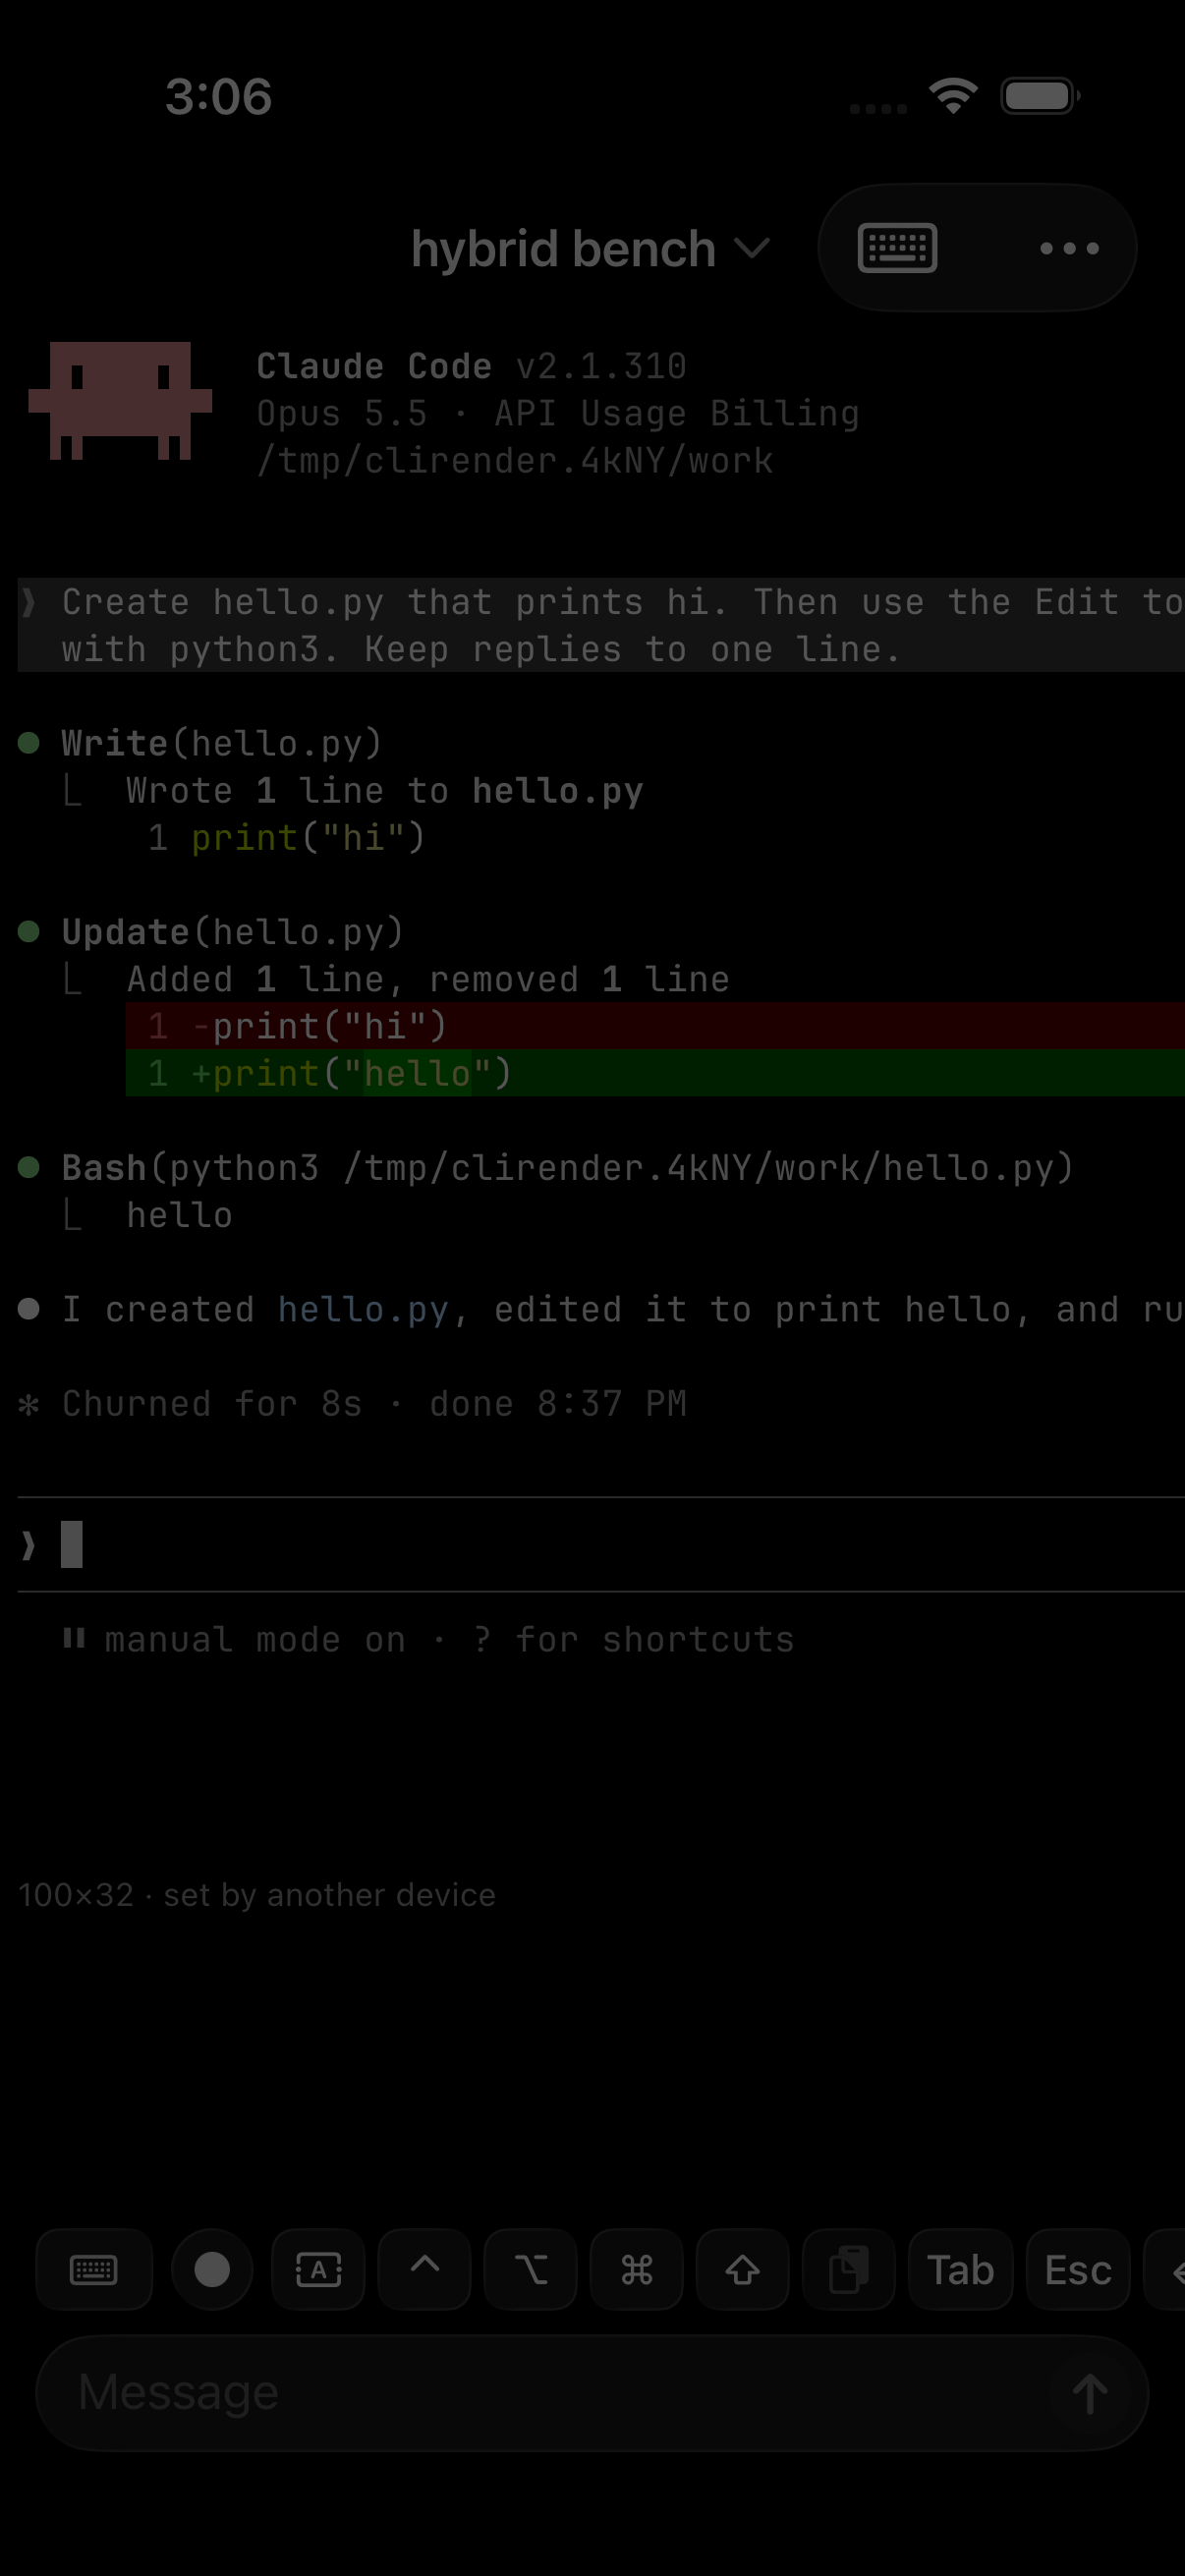 3:06
hybrid bench
Claude Code v2.1.310
Opus 5.5 · API Usage Billing
/tmp/clirender.4kNY/work
❯ Create hello.py that prints hi. Then use the Edit to
with python3. Keep replies to one line.
● Write(hello.py)
⎿ Wrote 1 line to hello.py
1 print("hi")
● Update(hello.py)
⎿ Added 1 line, removed 1 line
1 -print("hi")
1 +print("hello")
● Bash(python3 /tmp/clirender.4kNY/work/hello.py)
⎿ hello
● I created hello.py, edited it to print hello, and ru
✻ Churned for 8s · done 8:37 PM
❯
⏸ manual mode on · ? for shortcuts
100×32 · set by another device
A ^ ⌥ ⌘ ⇧ Tab Esc
Message